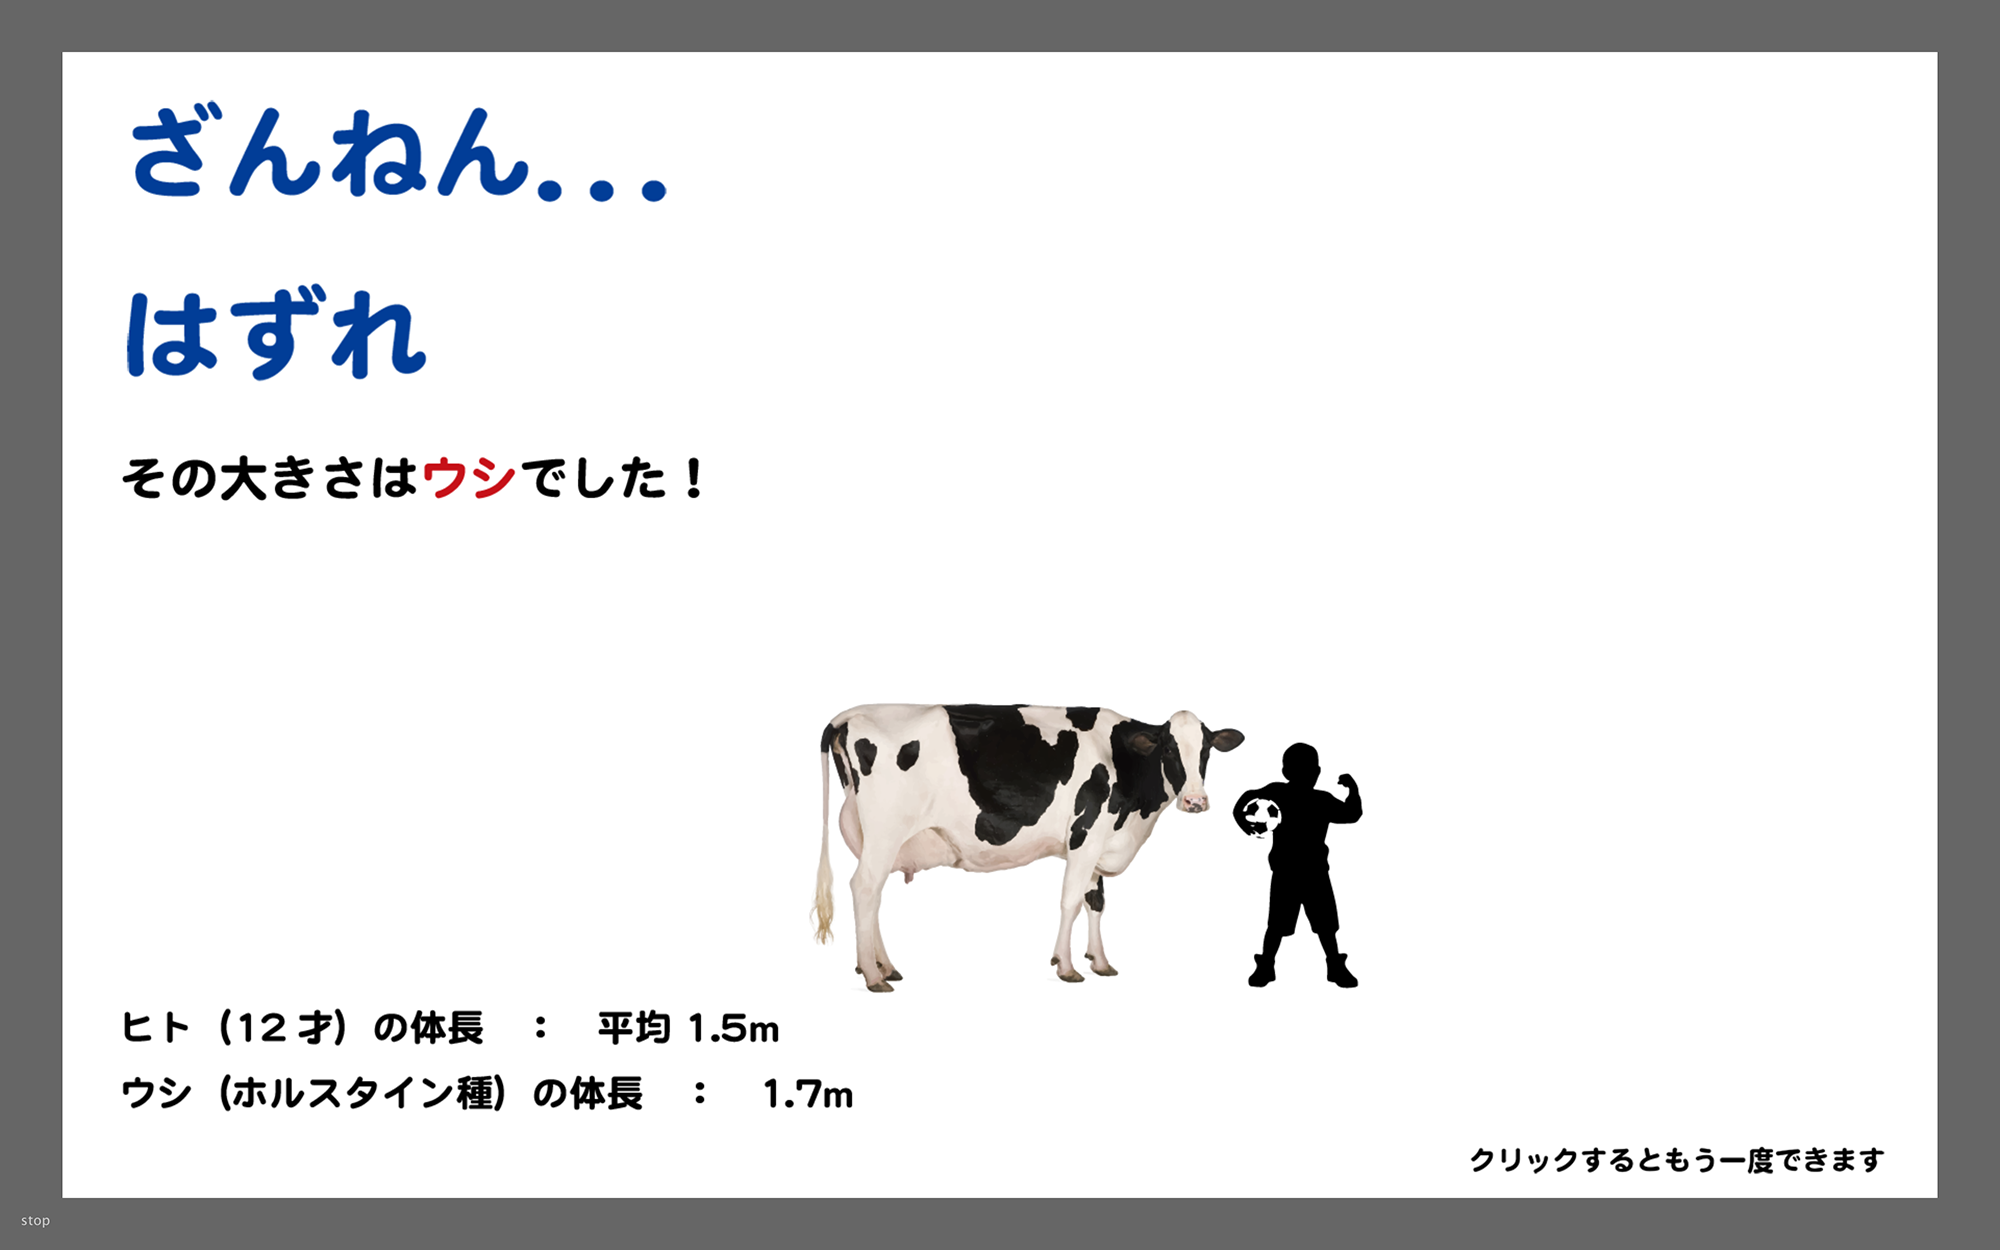 ざんねん...
はずれ
その大きさはウシでした！
ヒト（12才）の体長　：　平均 1.5m
ウシ（ホルスタイン種）の体長　：　1.7m
クリックするともう一度できます
stop